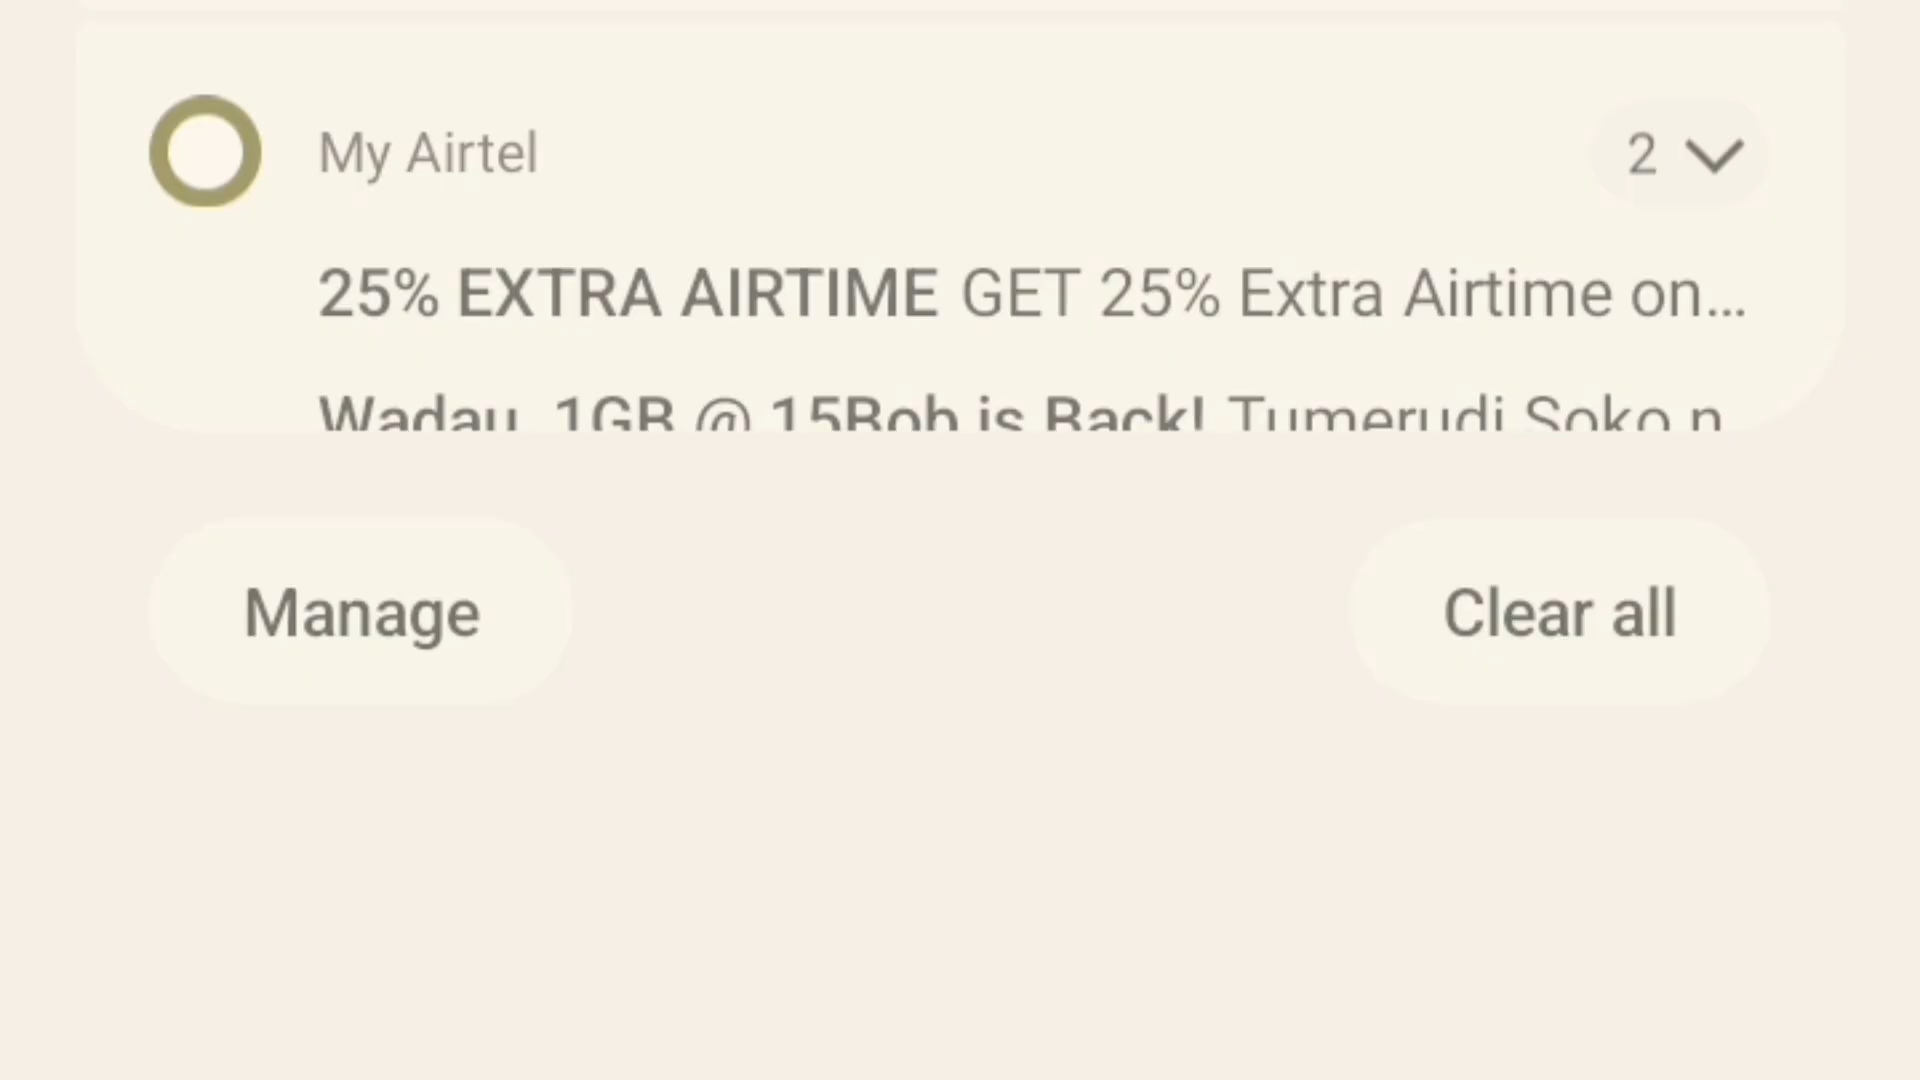 My Airtel
2
25% EXTRA AIRTIME GET 25% Extra Airtime on...
Wadau, 1GB @ 15Bob is Back! Tumerudi Soko n
Manage
Clear all